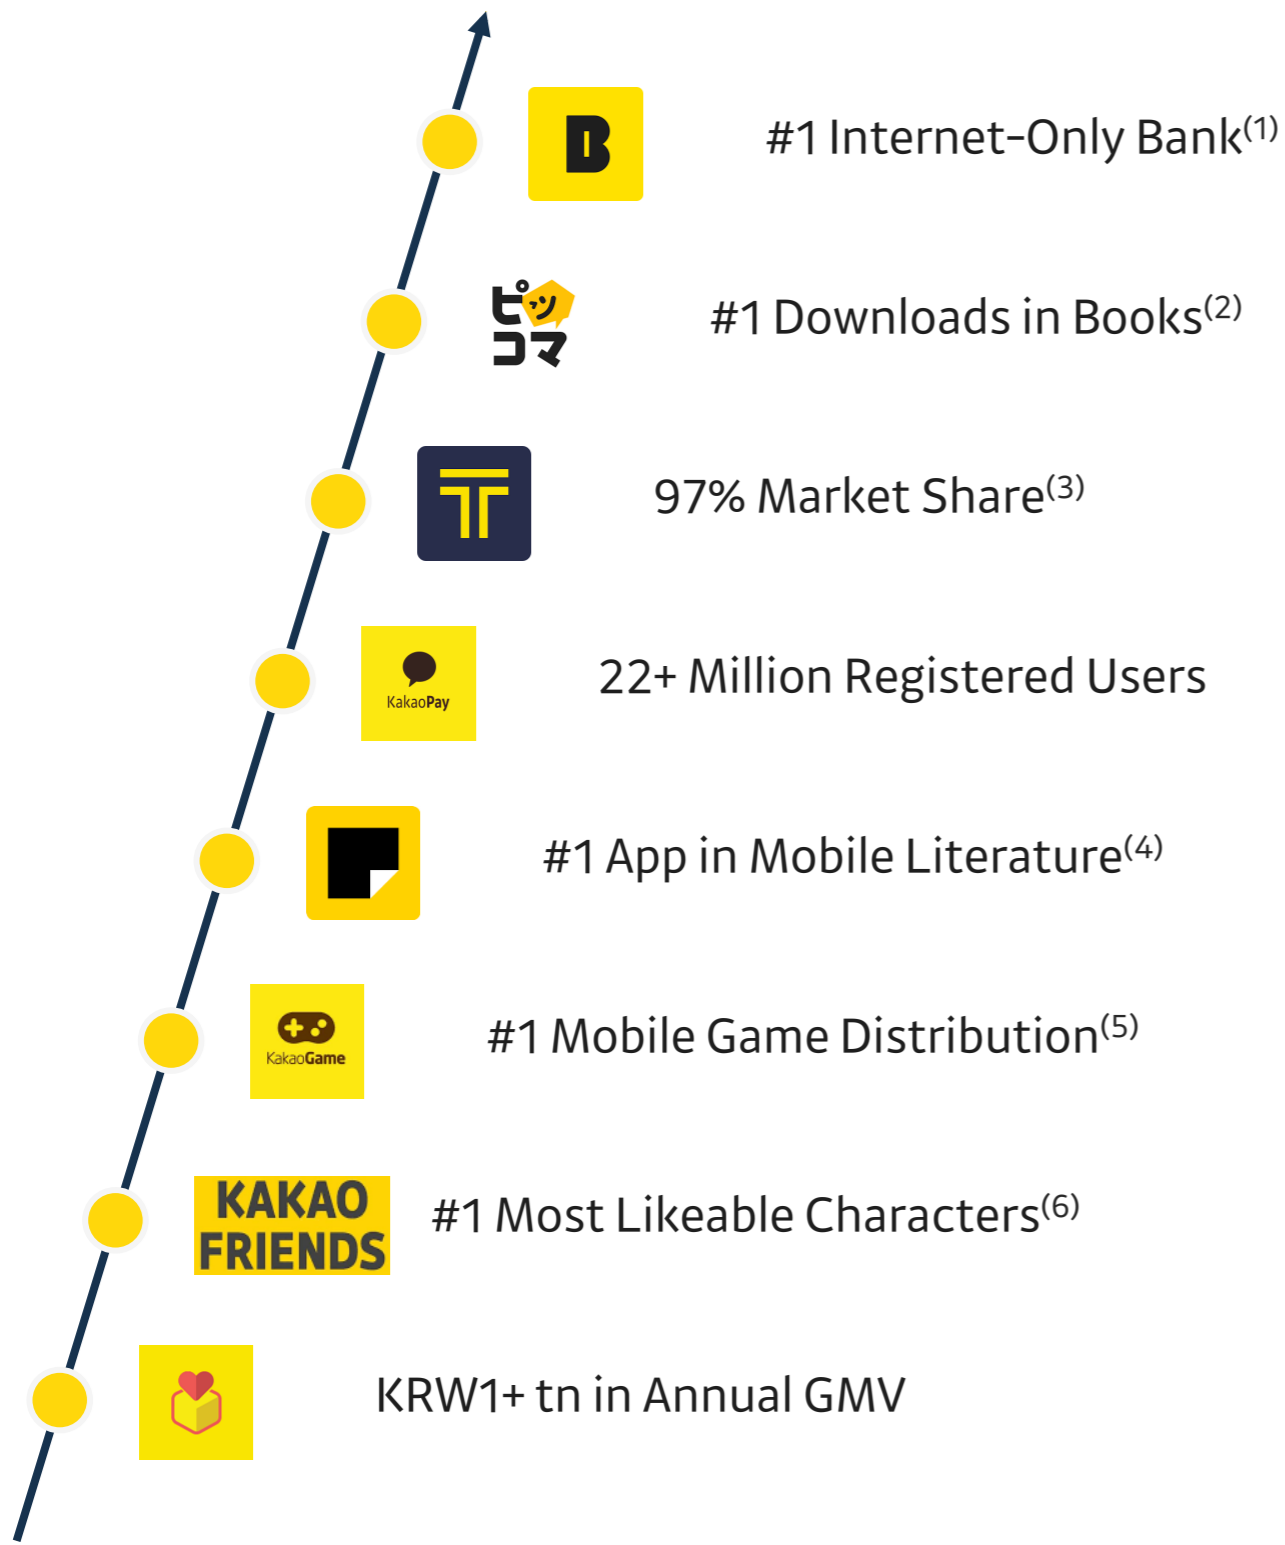 B
#1 Internet-Only Bank(1)
ピッ
コマ
#1 Downloads in Books(2)
T
97% Market Share(3)
KakaoPay
22+ Million Registered Users
#1 App in Mobile Literature(4)
KakaoGame
#1 Mobile Game Distribution(5)
KAKAO
FRIENDS
#1 Most Likeable Characters(6)
KRW1+ tn in Annual GMV